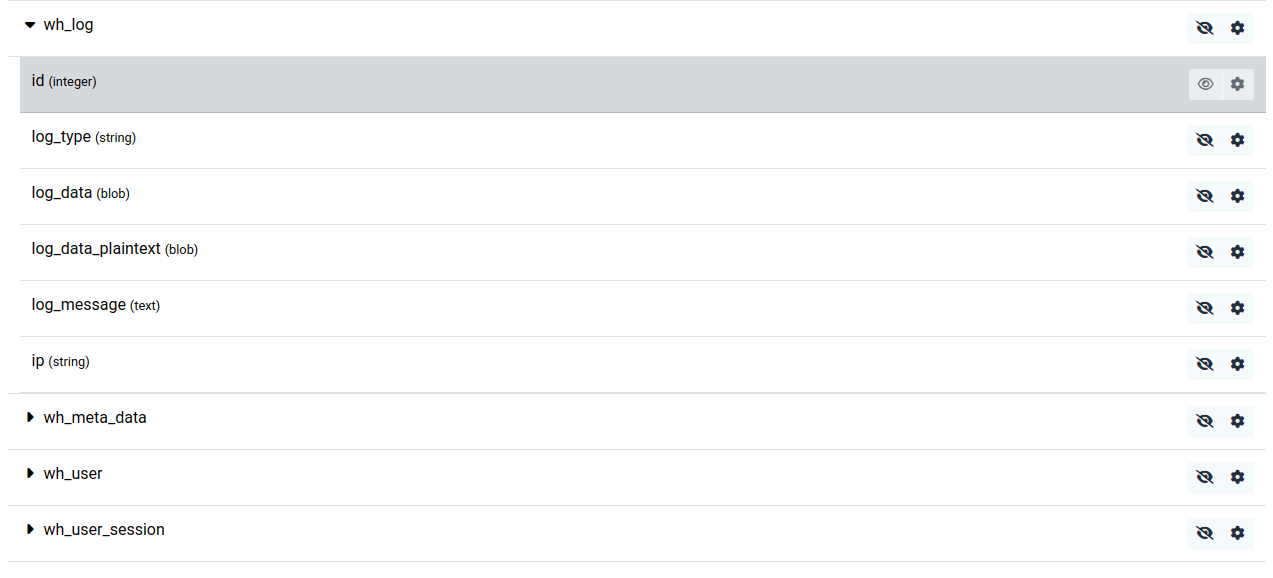 wh_log
id (integer)
log_type (string)
log_data (blob)
log_data_plaintext (blob)
log_message (text)
ip (string)
wh_meta_data
wh_user
wh_user_session